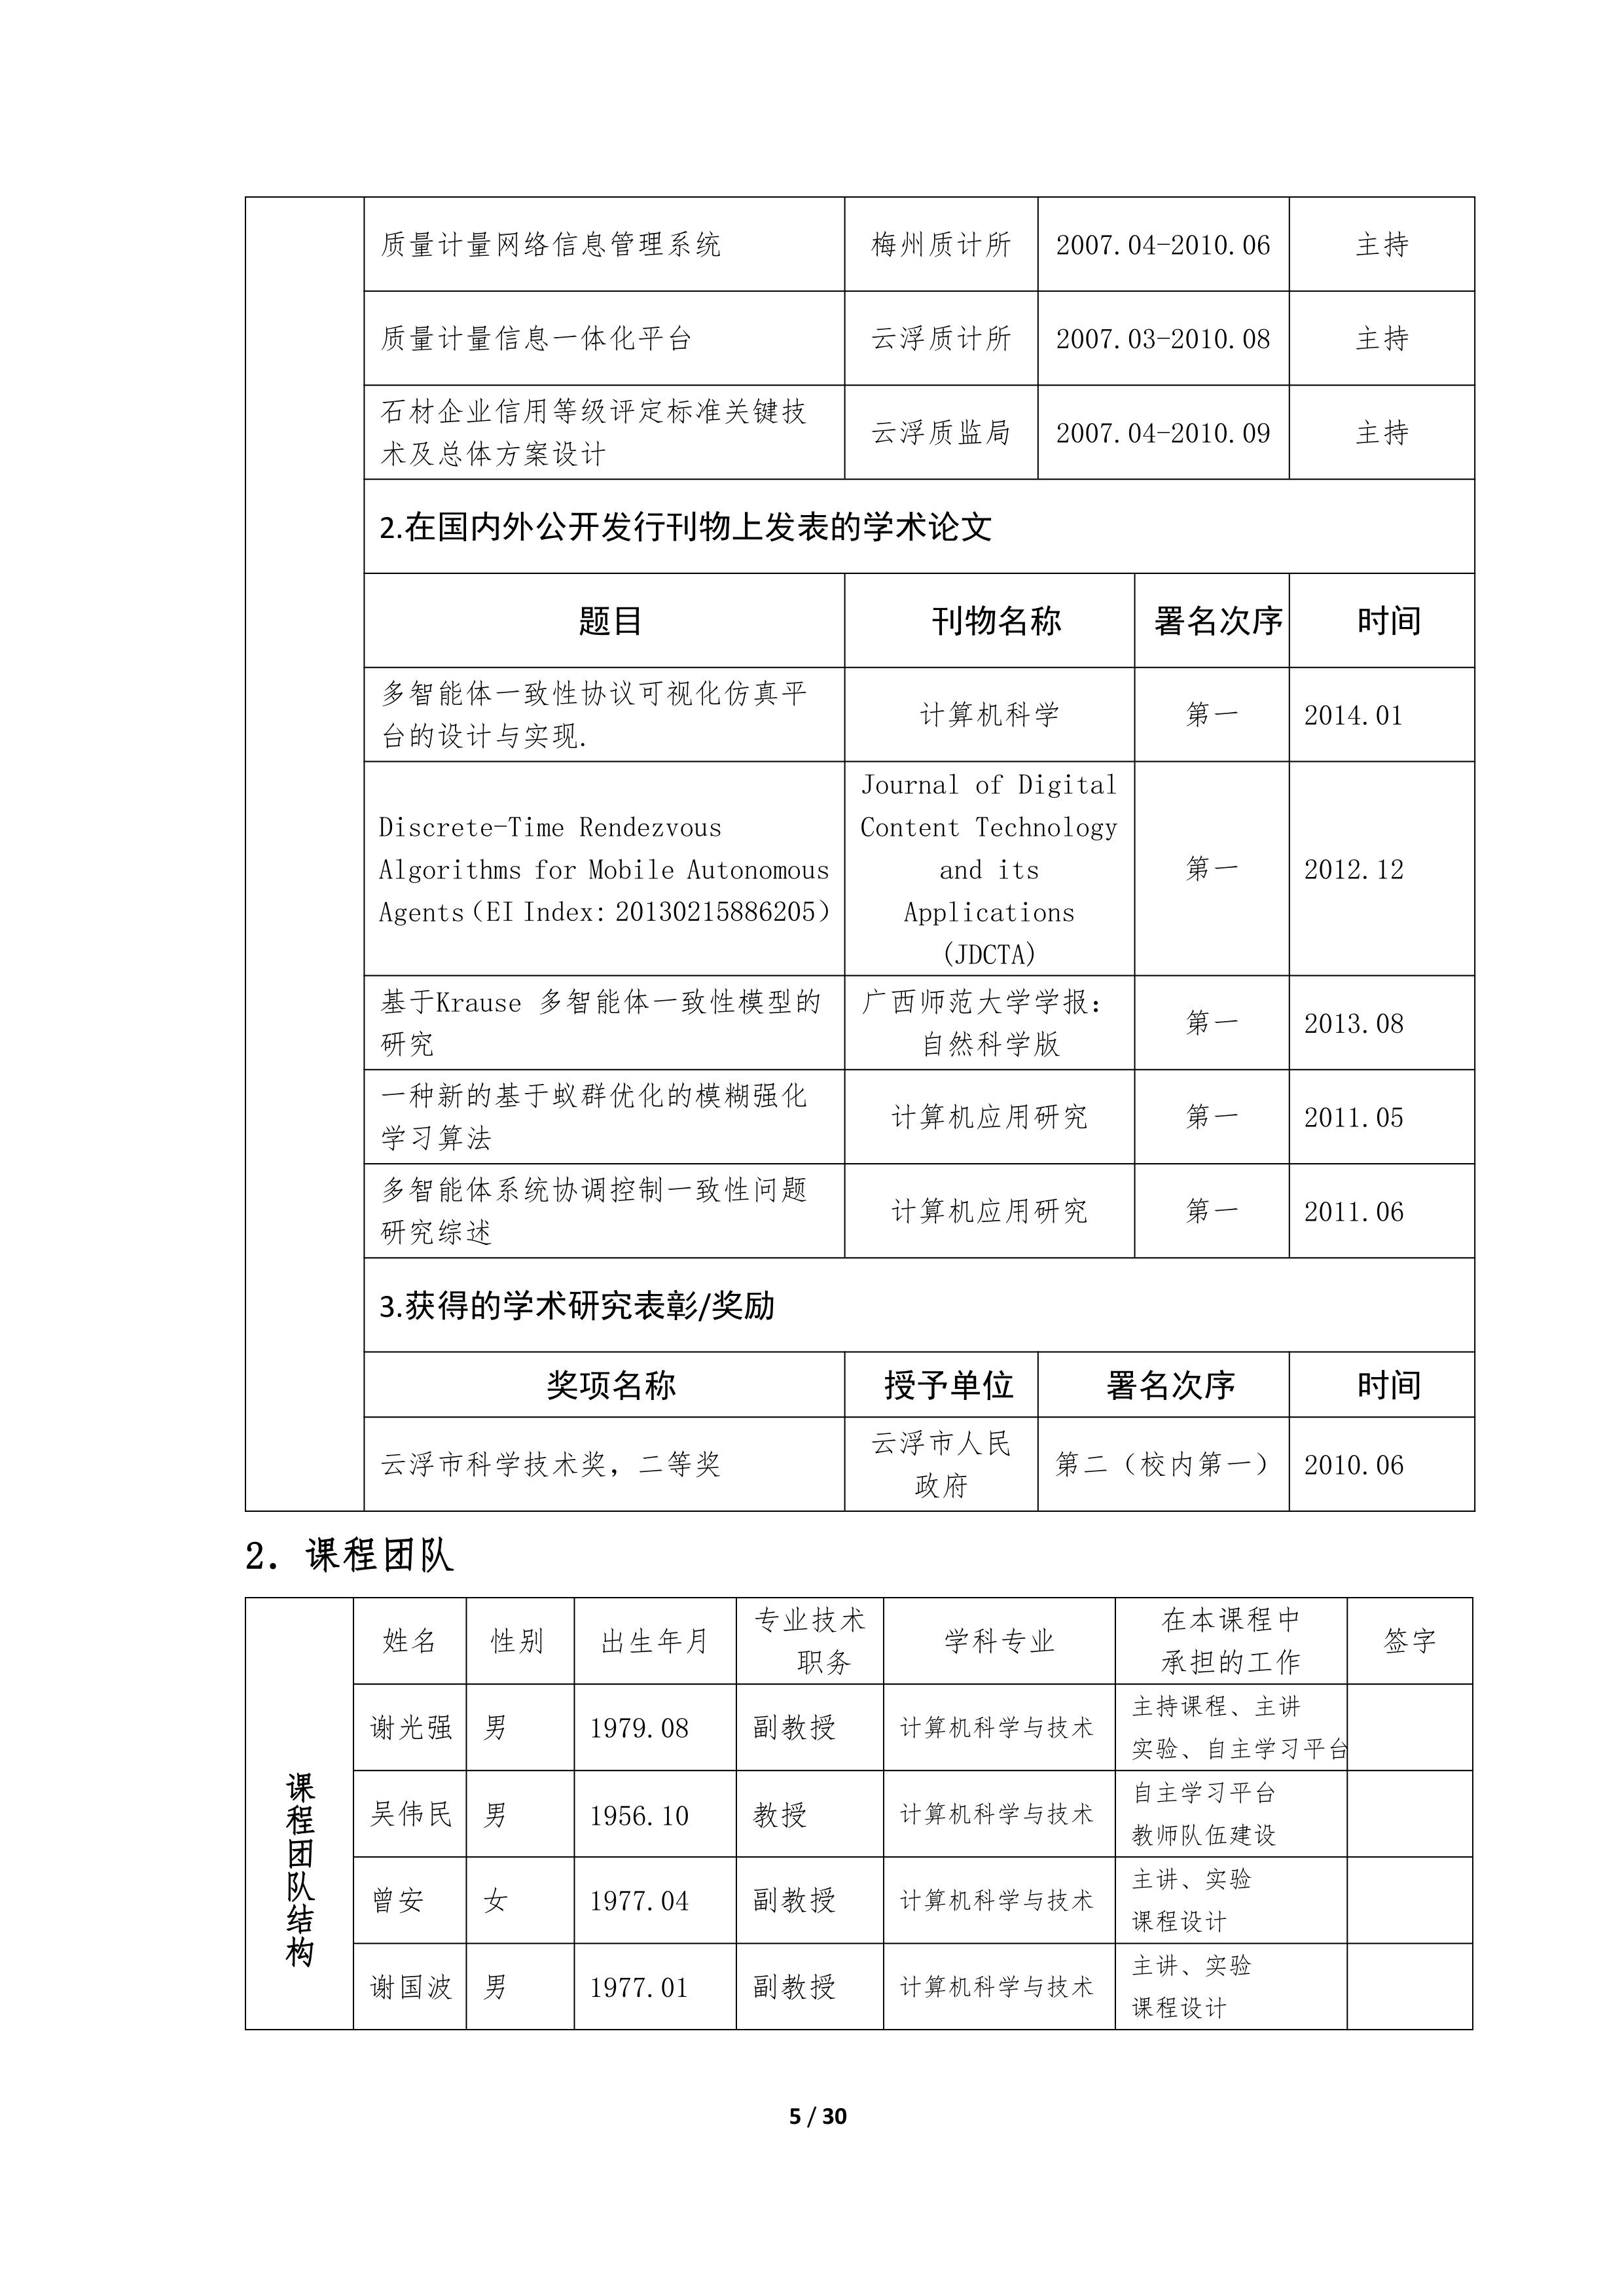 质量计量网络信息管理系统 梅州质计所 2007.04-2010.06 主持
质量计量信息一体化平台 云浮质计所 2007.03-2010.08 主持
石材企业信用等级评定标准关键技
术及总体方案设计
云浮质监局 2007.04-2010.09 主持
2.在国内外公开发行刊物上发表的学术论文
题目 刊物名称 署名次序 时间
多智能体一致性协议可视化仿真平
台的设计与实现.
计算机科学 第一 2014.01
Discrete-Time Rendezvous
Algorithms for Mobile Autonomous
Agents（EI Index: 20130215886205）
Journal of Digital
Content Technology
and its
Applications
(JDCTA)
第一 2012.12
基于Krause 多智能体一致性模型的
研究
广西师范大学学报：
自然科学版
第一 2013.08
一种新的基于蚁群优化的模糊强化
学习算法
计算机应用研究 第一 2011.05
多智能体系统协调控制一致性问题
研究综述
计算机应用研究 第一 2011.06
3.获得的学术研究表彰/奖励
奖项名称 授予单位 署名次序 时间
云浮市科学技术奖，二等奖
云浮市人民
政府
第二（校内第一） 2010.06
2. 课程团队
课程团队结构
姓名 性别 出生年月
专业技术
职务
学科专业
在本课程中
承担的工作
签字
谢光强 男 1979.08 副教授 计算机科学与技术
主持课程、主讲
实验、自主学习平台
吴伟民 男 1956.10 教授 计算机科学与技术
自主学习平台
教师队伍建设
曾安 女 1977.04 副教授 计算机科学与技术
主讲、实验
课程设计
谢国波 男 1977.01 副教授 计算机科学与技术
主讲、实验
课程设计
5 / 30